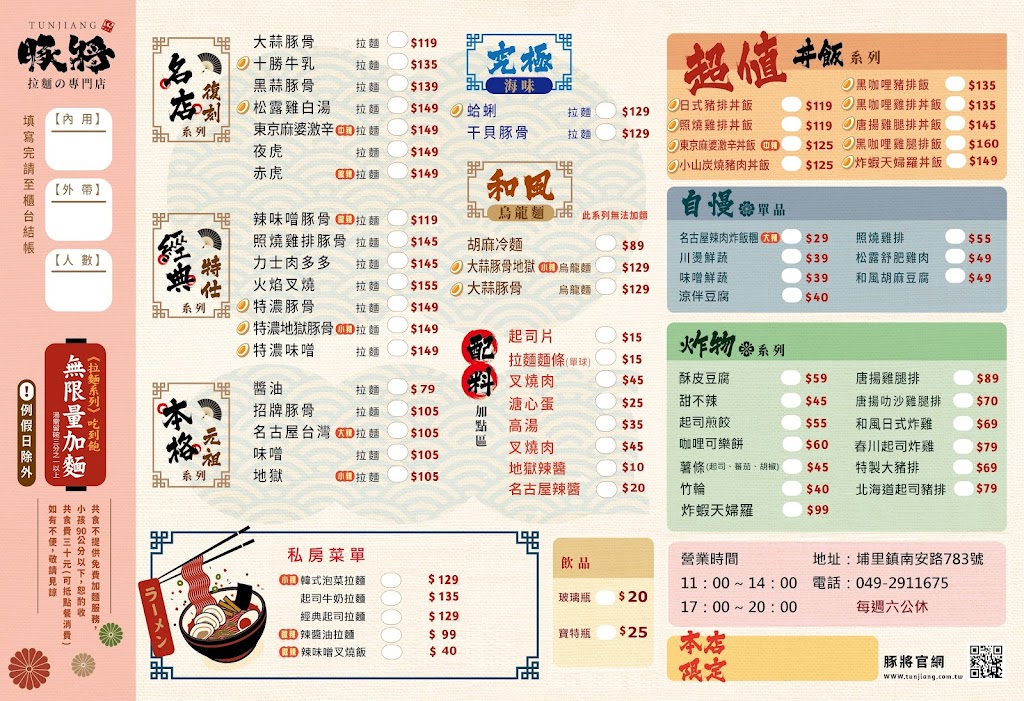 TUNJIANG
豚將
拉麵の專門店
填寫完請至櫃台結帳
【內 用】
【外 帶】
【人 數】
《拉麵系列》吃到飽
無限量加麵
湯需留碗三分之一以上
! 例假日除外
共食不提供免費加麵服務，
小孩90公分以下，恕酌收
共食費三十元(可抵點餐消費)
如有不便，敬請見諒
名店 復刻 系列
大蒜豚骨 拉麵 $119
十勝牛乳 拉麵 $135
黑蒜豚骨 拉麵 $139
松露雞白湯 拉麵 $149
東京麻婆激辛 中辣 拉麵 $149
夜虎 拉麵 $149
赤虎 拉麵 $149
經典 特仕 系列
辣味噌豚骨 拉麵 $119
照燒雞排豚骨 拉麵 $145
力士肉多多 拉麵 $145
火焰叉燒 拉麵 $155
特濃豚骨 拉麵 $149
特濃地獄豚骨 小辣 拉麵 $149
特濃味噌 拉麵 $149
本格 元祖 系列
醬油 拉麵 $79
招牌豚骨 拉麵 $105
名古屋台灣 大辣 拉麵 $105
味噌 拉麵 $105
地獄 小辣 拉麵 $105
究極
海味
蛤蜊 拉麵 $129
干貝豚骨 拉麵 $129
和風
烏龍麵
此系列無法加麵
胡麻冷麵 $89
大蒜豚骨地獄 小辣 烏龍麵 $129
大蒜豚骨 烏龍麵 $129
配料 加點區
起司片 $15
拉麵麵條(單球) $15
叉燒肉 $45
溏心蛋 $25
高湯 $35
叉燒肉 $45
地獄辣醬 $10
名古屋辣醬 $20
私房菜單
小辣 韓式泡菜拉麵 $129
起司牛奶拉麵 $135
經典起司拉麵 $129
辣醬油拉麵 $ 99
辣味噌叉燒飯 $ 40
ラーメン
飲品
玻璃瓶 $20
寶特瓶 $25
超值 丼飯 系列
日式豬排丼飯 $119
照燒雞排丼飯 $119
東京麻婆激辛丼飯 中辣 $125
小山炭燒豬肉丼飯 $125
黑咖哩豬排飯 $135
黑咖哩雞排飯 $135
唐揚雞腿排丼飯 $145
黑咖哩雞腿排飯 $160
炸蝦天婦羅丼飯 $149
自慢 單品
名古屋辣肉炸飯糰 大辣 $29
川燙鮮蔬 $39
味噌鮮蔬 $39
涼伴豆腐 $40
照燒雞排 $55
松露舒肥雞肉 $49
和風胡麻豆腐 $49
炸物 系列
酥皮豆腐 $59
甜不辣 $45
起司煎餃 $55
咖哩可樂餅 $60
薯條(起司、蕃茄、胡椒) $45
竹輪 $40
炸蝦天婦羅 $99
唐揚雞腿排 $89
唐揚叻沙雞腿排 $70
和風日式炸雞 $69
春川起司炸雞 $79
特製大豬排 $69
北海道起司豬排 $79
營業時間
11：00 ~ 14：00
17：00 ~ 20：00
地址：埔里鎮南安路783號
電話：049-2911675
每週六公休
本店限定
豚將官網
www.tunjiang.com.tw